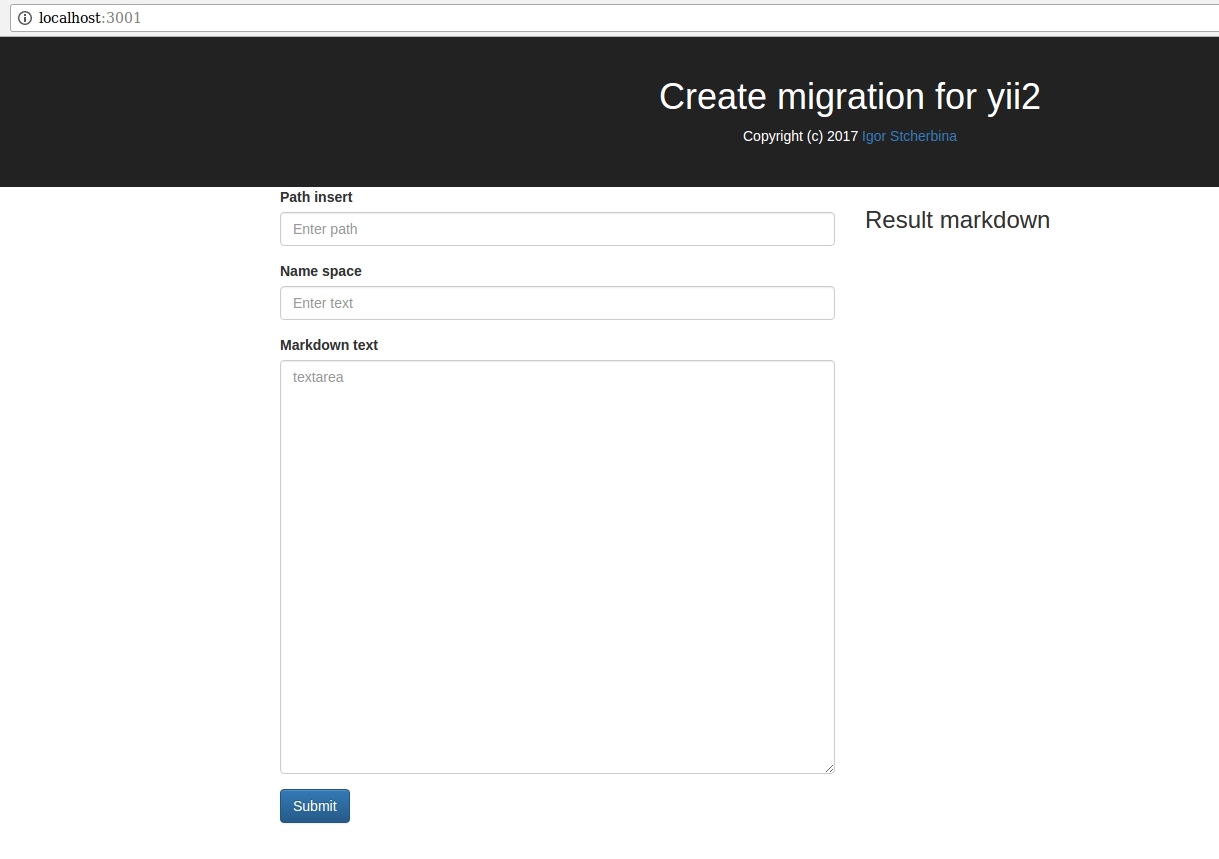 localhost:3001
Create migration for yii2
Copyright (c) 2017 Igor Stcherbina
Path insert
Enter path
Result markdown
Name space
Enter text
Markdown text
textarea
Submit